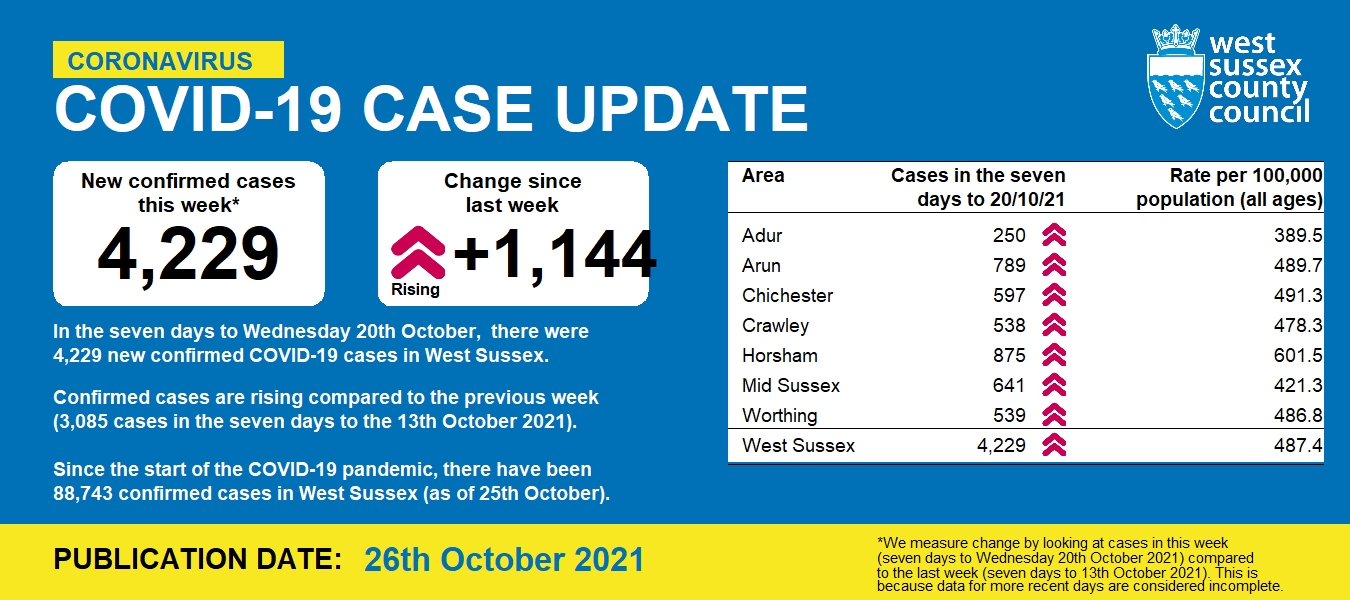 CORONAVIRUS
COVID-19 CASE UPDATE
west
sussex
county
council
New confirmed cases
this week*
4,229
Change since
last week
+1,144
Rising
In the seven days to Wednesday 20th October,  there were
4,229 new confirmed COVID-19 cases in West Sussex.
Confirmed cases are rising compared to the previous week
(3,085 cases in the seven days to the 13th October 2021).
Since the start of the COVID-19 pandemic, there have been
88,743 confirmed cases in West Sussex (as of 25th October).
Area Cases in the seven Rate per 100,000
days to 20/10/21 population (all ages)
Adur 250 389.5
Arun 789 489.7
Chichester 597 491.3
Crawley 538 478.3
Horsham 875 601.5
Mid Sussex 641 421.3
Worthing 539 486.8
West Sussex 4,229 487.4
PUBLICATION DATE: 26th October 2021
*We measure change by looking at cases in this week
(seven days to Wednesday 20th October 2021) compared
to the last week (seven days to 13th October 2021). This is
because data for more recent days are considered incomplete.